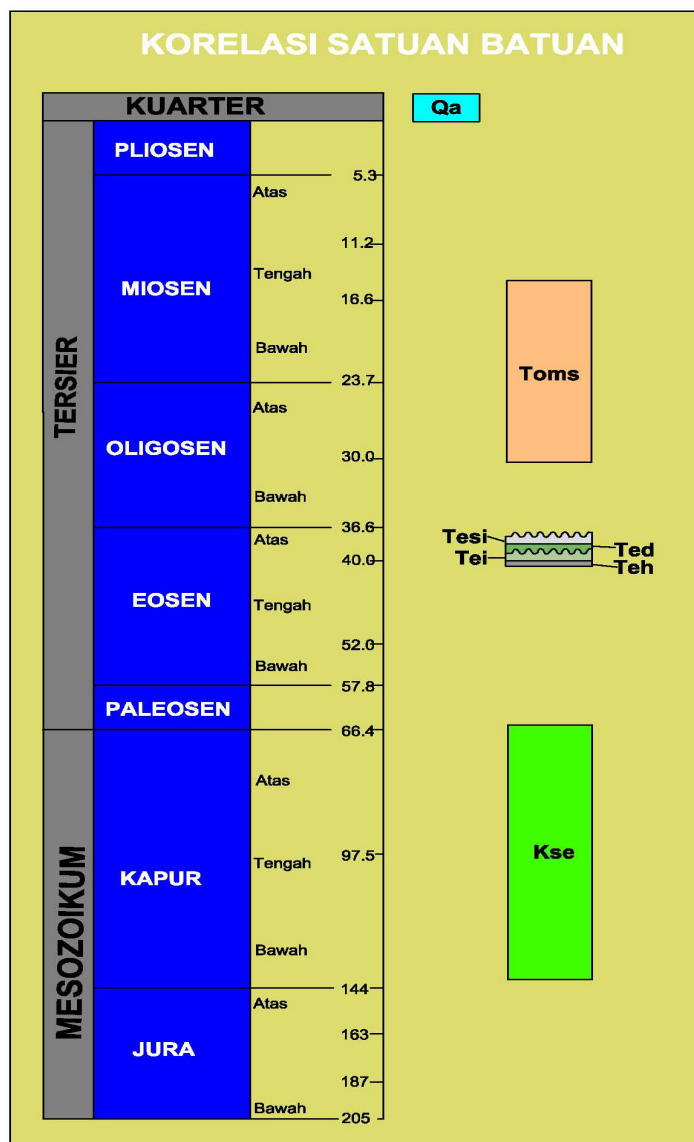 KORELASI SATUAN BATUAN
KUARTER
Qa
TERSIER
PLIOSEN
5.3
Atas
11.2
Tengah
MIOSEN
16.6
Bawah
Toms
23.7
Atas
OLIGOSEN
30.0
Bawah
36.6
Atas
Tesi
Ted
40.0
Tei
Teh
EOSEN
Tengah
52.0
Bawah
57.8
PALEOSEN
66.4
MESOZOIKUM
Atas
97.5
Kse
Tengah
KAPUR
Bawah
144
Atas
163
JURA
187
Bawah
205